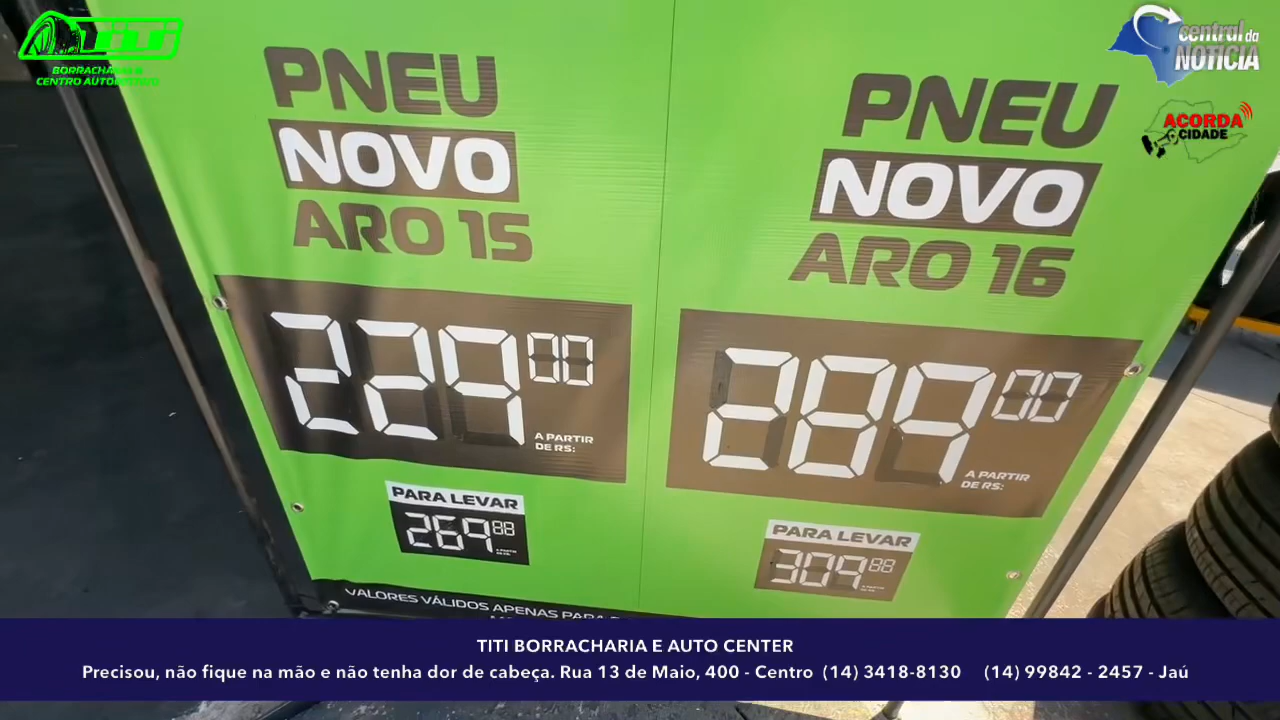 TiTi
BORRACHARIA E
CENTRO AUTOMOTIVO
central da
NOTÍCIA
ACORDA
CIDADE
PNEU
NOVO
ARO 15
229 00
A PARTIR
DE R$:
PARA LEVAR
269
PNEU
NOVO
ARO 16
289 00
A PARTIR
DE R$:
PARA LEVAR
309
VALORES VÁLIDOS APENAS PARA
TITI BORRACHARIA E AUTO CENTER
Precisou, não fique na mão e não tenha dor de cabeça. Rua 13 de Maio, 400 - Centro (14) 3418-8130 (14) 99842 - 2457 - Jaú